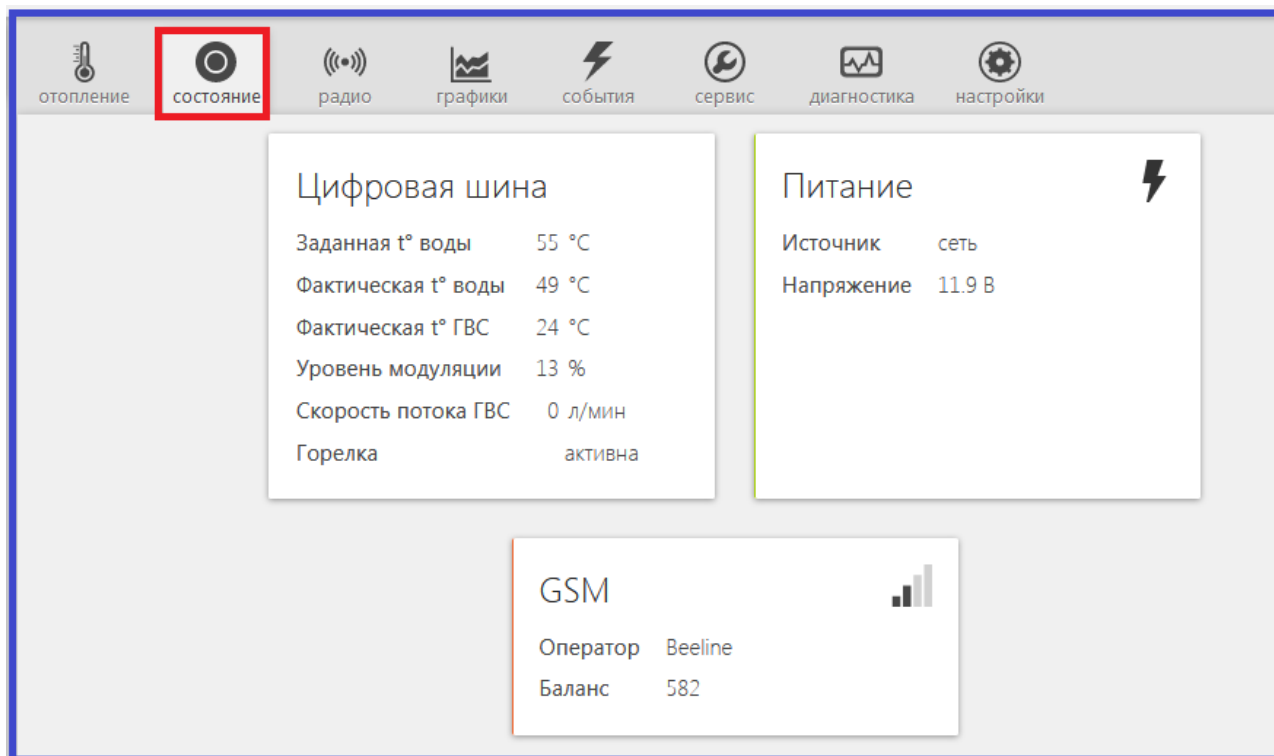 отопление состояние радио графики события сервис диагностика настройки
Цифровая шина
Заданная t° воды 55 °C
Фактическая t° воды 49 °C
Фактическая t° ГВС 24 °C
Уровень модуляции 13 %
Скорость потока ГВС 0 л/мин
Горелка активна
Питание
Источник сеть
Напряжение 11.9 В
GSM
Оператор Beeline
Баланс 582